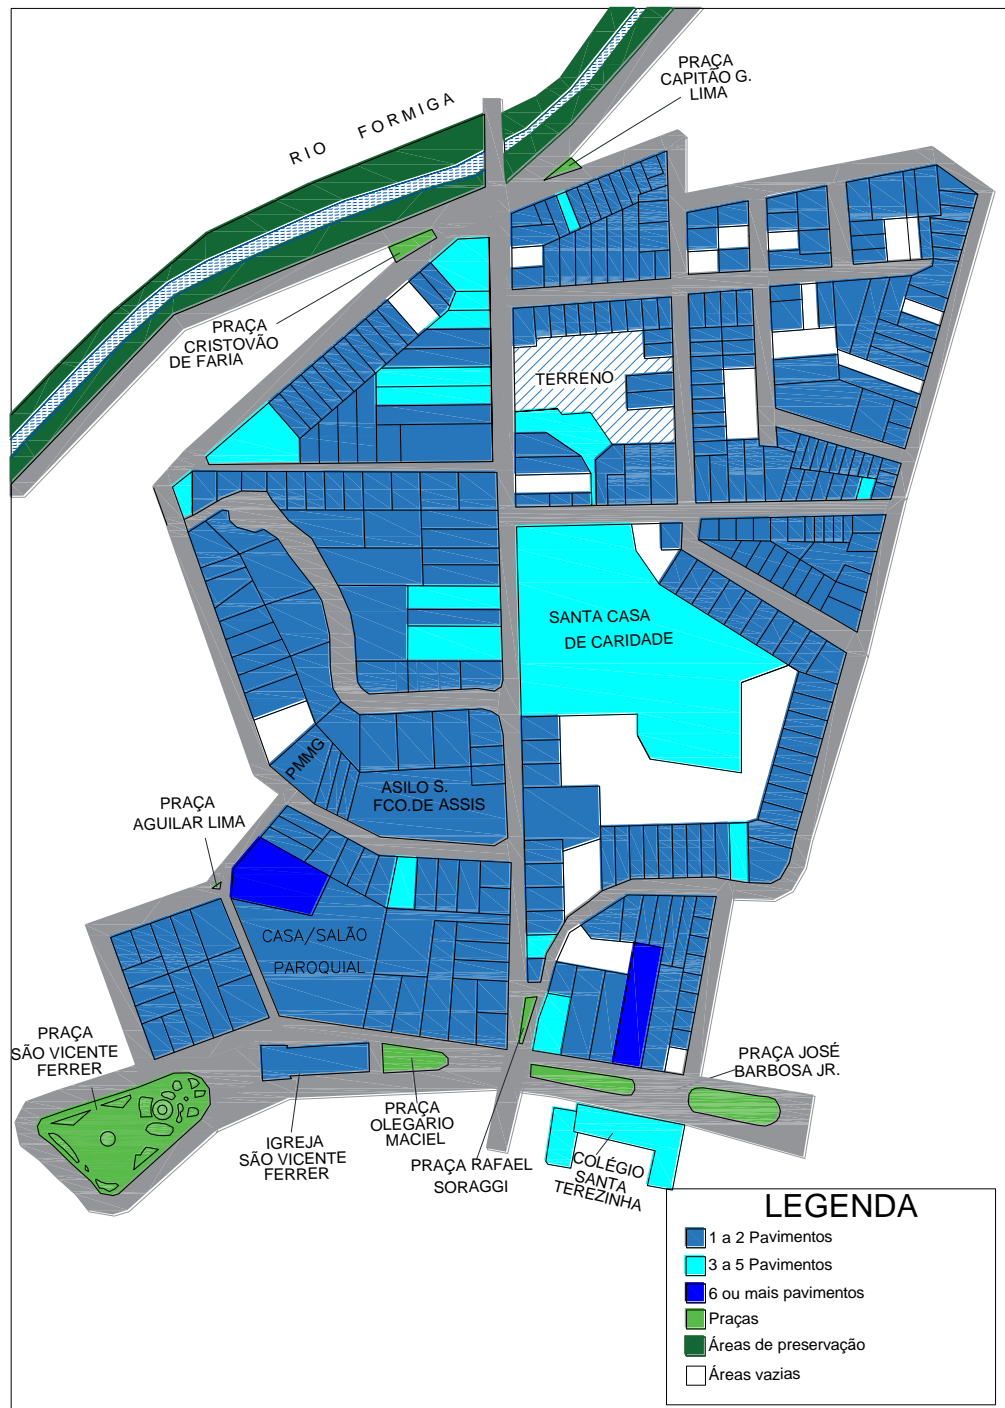 PRAÇA
CAPITÃO G.
LIMA
RIO FORMIGA
PRAÇA
CRISTOVÃO
DE FARIA
TERRENO
SANTA CASA
DE CARIDADE
PMMG
ASILO S.
FCO.DE ASSIS
PRAÇA
AGUILAR LIMA
CASA/SALÃO
PAROQUIAL
PRAÇA
SÃO VICENTE
FERRER
PRAÇA JOSÉ
BARBOSA JR.
IGREJA
SÃO VICENTE
FERRER
PRAÇA
OLEGARIO
MACIEL
PRAÇA RAFAEL
SORAGGI
COLÉGIO
SANTA
TEREZINHA
LEGENDA
1 a 2 Pavimentos
3 a 5 Pavimentos
6 ou mais pavimentos
Praças
Áreas de preservação
Áreas vazias